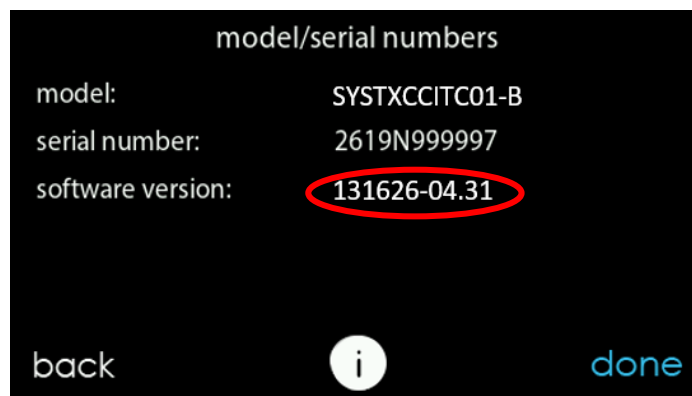 model/serial numbers
model: SYSTXCCITC01-B
serial number: 2619N999997
software version: 131626-04.31
back i done